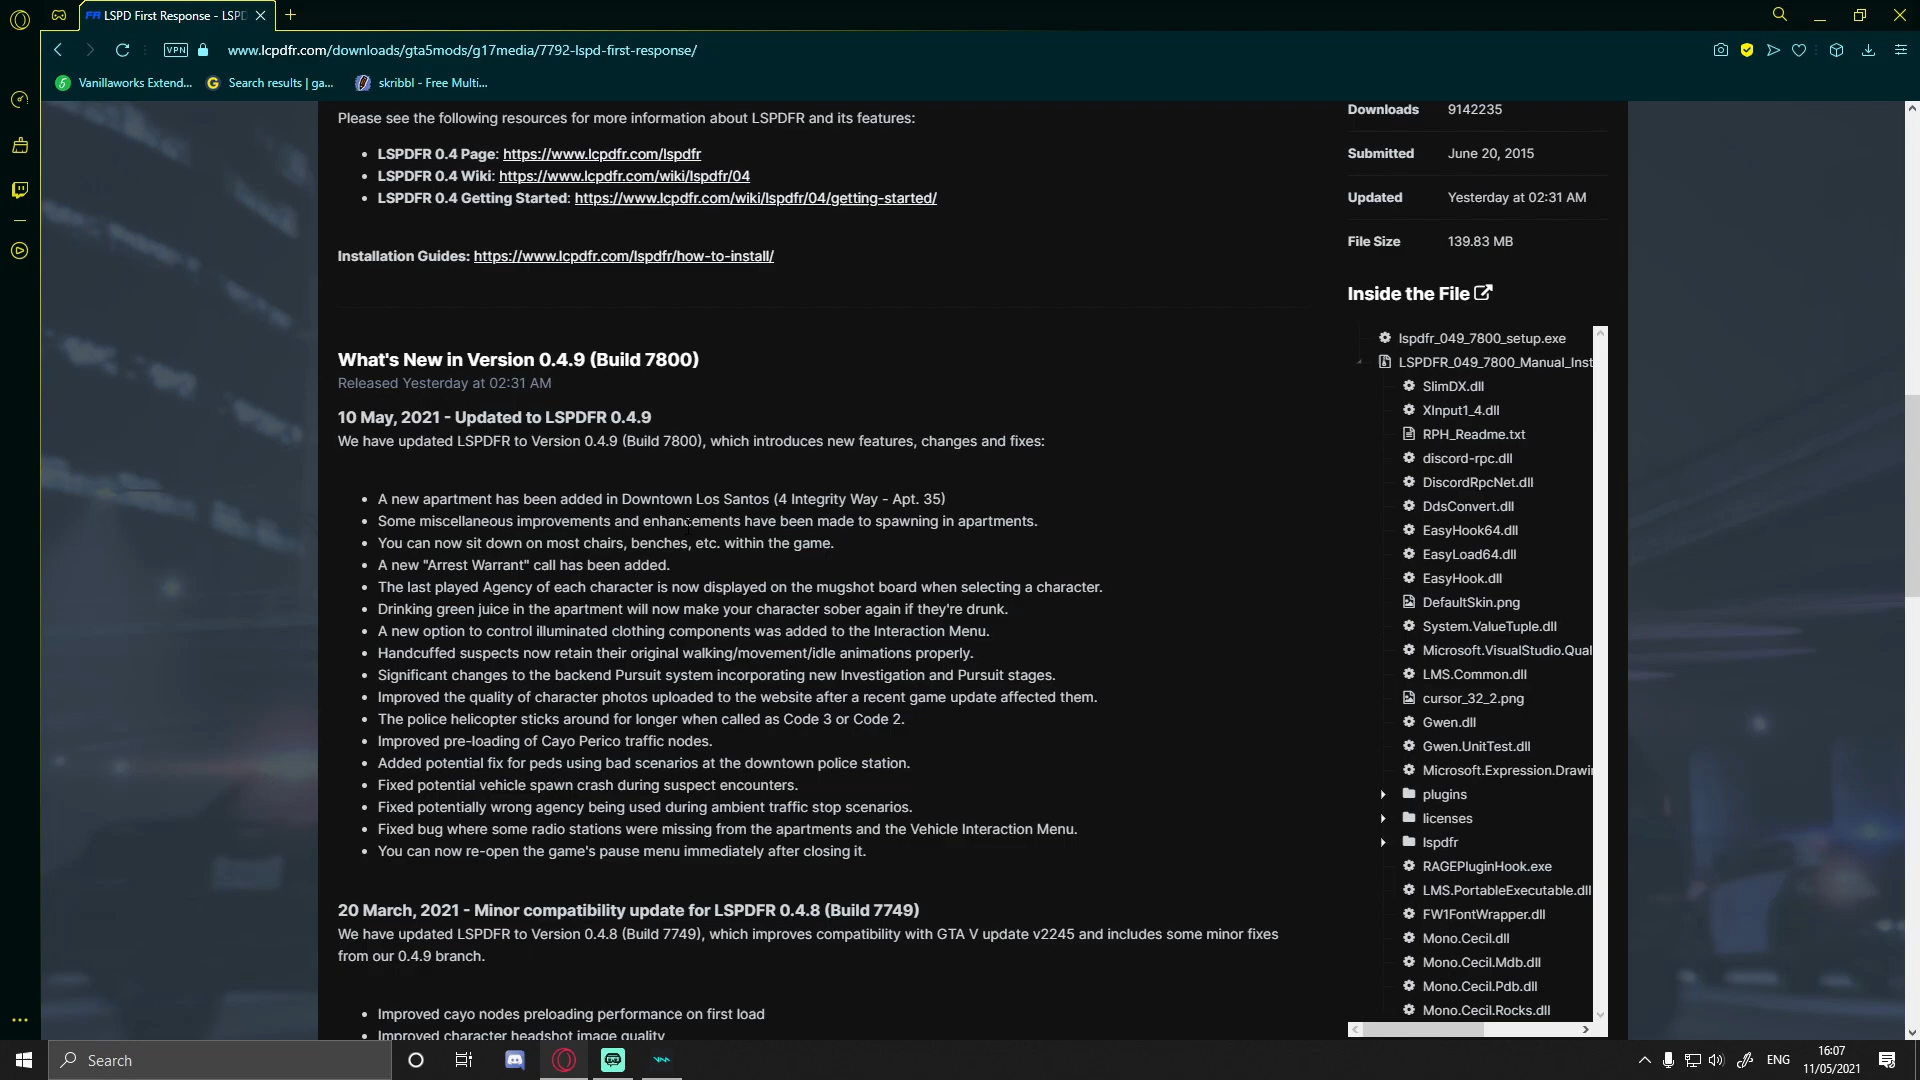 LSPD First Response - LSPD
VPN
www.lcpdfr.com/downloads/gta5mods/g17media/7792-lspd-first-response/
5 Vanillaworks Extend...
G Search results | ga...
skribbl - Free Multi...
Please see the following resources for more information about LSPDFR and its features:
LSPDFR 0.4 Page: https://www.lcpdfr.com/lspdfr
LSPDFR 0.4 Wiki: https://www.lcpdfr.com/wiki/lspdfr/04
LSPDFR 0.4 Getting Started: https://www.lcpdfr.com/wiki/lspdfr/04/getting-started/
Installation Guides: https://www.lcpdfr.com/lspdfr/how-to-install/
What's New in Version 0.4.9 (Build 7800)
Released Yesterday at 02:31 AM
10 May, 2021 - Updated to LSPDFR 0.4.9
We have updated LSPDFR to Version 0.4.9 (Build 7800), which introduces new features, changes and fixes:
A new apartment has been added in Downtown Los Santos (4 Integrity Way - Apt. 35)
Some miscellaneous improvements and enhancements have been made to spawning in apartments.
You can now sit down on most chairs, benches, etc. within the game.
A new "Arrest Warrant" call has been added.
The last played Agency of each character is now displayed on the mugshot board when selecting a character.
Drinking green juice in the apartment will now make your character sober again if they're drunk.
A new option to control illuminated clothing components was added to the Interaction Menu.
Handcuffed suspects now retain their original walking/movement/idle animations properly.
Significant changes to the backend Pursuit system incorporating new Investigation and Pursuit stages.
Improved the quality of character photos uploaded to the website after a recent game update affected them.
The police helicopter sticks around for longer when called as Code 3 or Code 2.
Improved pre-loading of Cayo Perico traffic nodes.
Added potential fix for peds using bad scenarios at the downtown police station.
Fixed potential vehicle spawn crash during suspect encounters.
Fixed potentially wrong agency being used during ambient traffic stop scenarios.
Fixed bug where some radio stations were missing from the apartments and the Vehicle Interaction Menu.
You can now re-open the game's pause menu immediately after closing it.
20 March, 2021 - Minor compatibility update for LSPDFR 0.4.8 (Build 7749)
We have updated LSPDFR to Version 0.4.8 (Build 7749), which improves compatibility with GTA V update v2245 and includes some minor fixes
from our 0.4.9 branch.
Improved cayo nodes preloading performance on first load
Improved character headshot image quality
Downloads 9142235
Submitted June 20, 2015
Updated Yesterday at 02:31 AM
File Size 139.83 MB
Inside the File
lspdfr_049_7800_setup.exe
LSPDFR_049_7800_Manual_Inst
SlimDX.dll
XInput1_4.dll
RPH_Readme.txt
discord-rpc.dll
DiscordRpcNet.dll
DdsConvert.dll
EasyHook64.dll
EasyLoad64.dll
EasyHook.dll
DefaultSkin.png
System.ValueTuple.dll
Microsoft.VisualStudio.Qual
LMS.Common.dll
cursor_32_2.png
Gwen.dll
Gwen.UnitTest.dll
Microsoft.Expression.Drawin
plugins
licenses
lspdfr
RAGEPluginHook.exe
LMS.PortableExecutable.dll
FW1FontWrapper.dll
Mono.Cecil.dll
Mono.Cecil.Mdb.dll
Mono.Cecil.Pdb.dll
Mono.Cecil.Rocks.dll
Search
ENG
16:07
11/05/2021